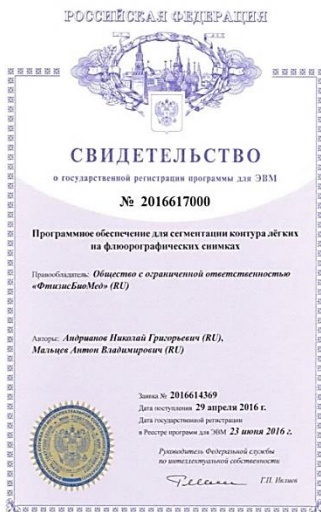 РОССИЙСКАЯ ФЕДЕРАЦИЯ
СВИДЕТЕЛЬСТВО
о государственной регистрации программы для ЭВМ
№ 2016617000
Программное обеспечение для сегментации контура лёгких
на флюорографических снимках
Правообладатель: Общество с ограниченной ответственностью
«ФтизисБиоМед» (RU)
Авторы: Андрианов Николай Григорьевич (RU),
Мальцев Антон Владимирович (RU)
Заявка № 2016614369
Дата поступления 29 апреля 2016 г.
Дата государственной регистрации
в Реестре программ для ЭВМ 23 июня 2016 г.
Руководитель Федеральной службы
по интеллектуальной собственности
Г.П. Ивлиев